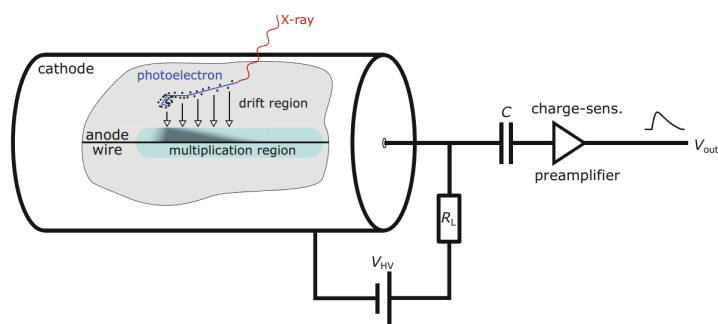 X-ray
cathode
photoelectron
drift region
anode
wire
multiplication region
C
charge-sens.
preamplifier
V_out
R_L
V_HV